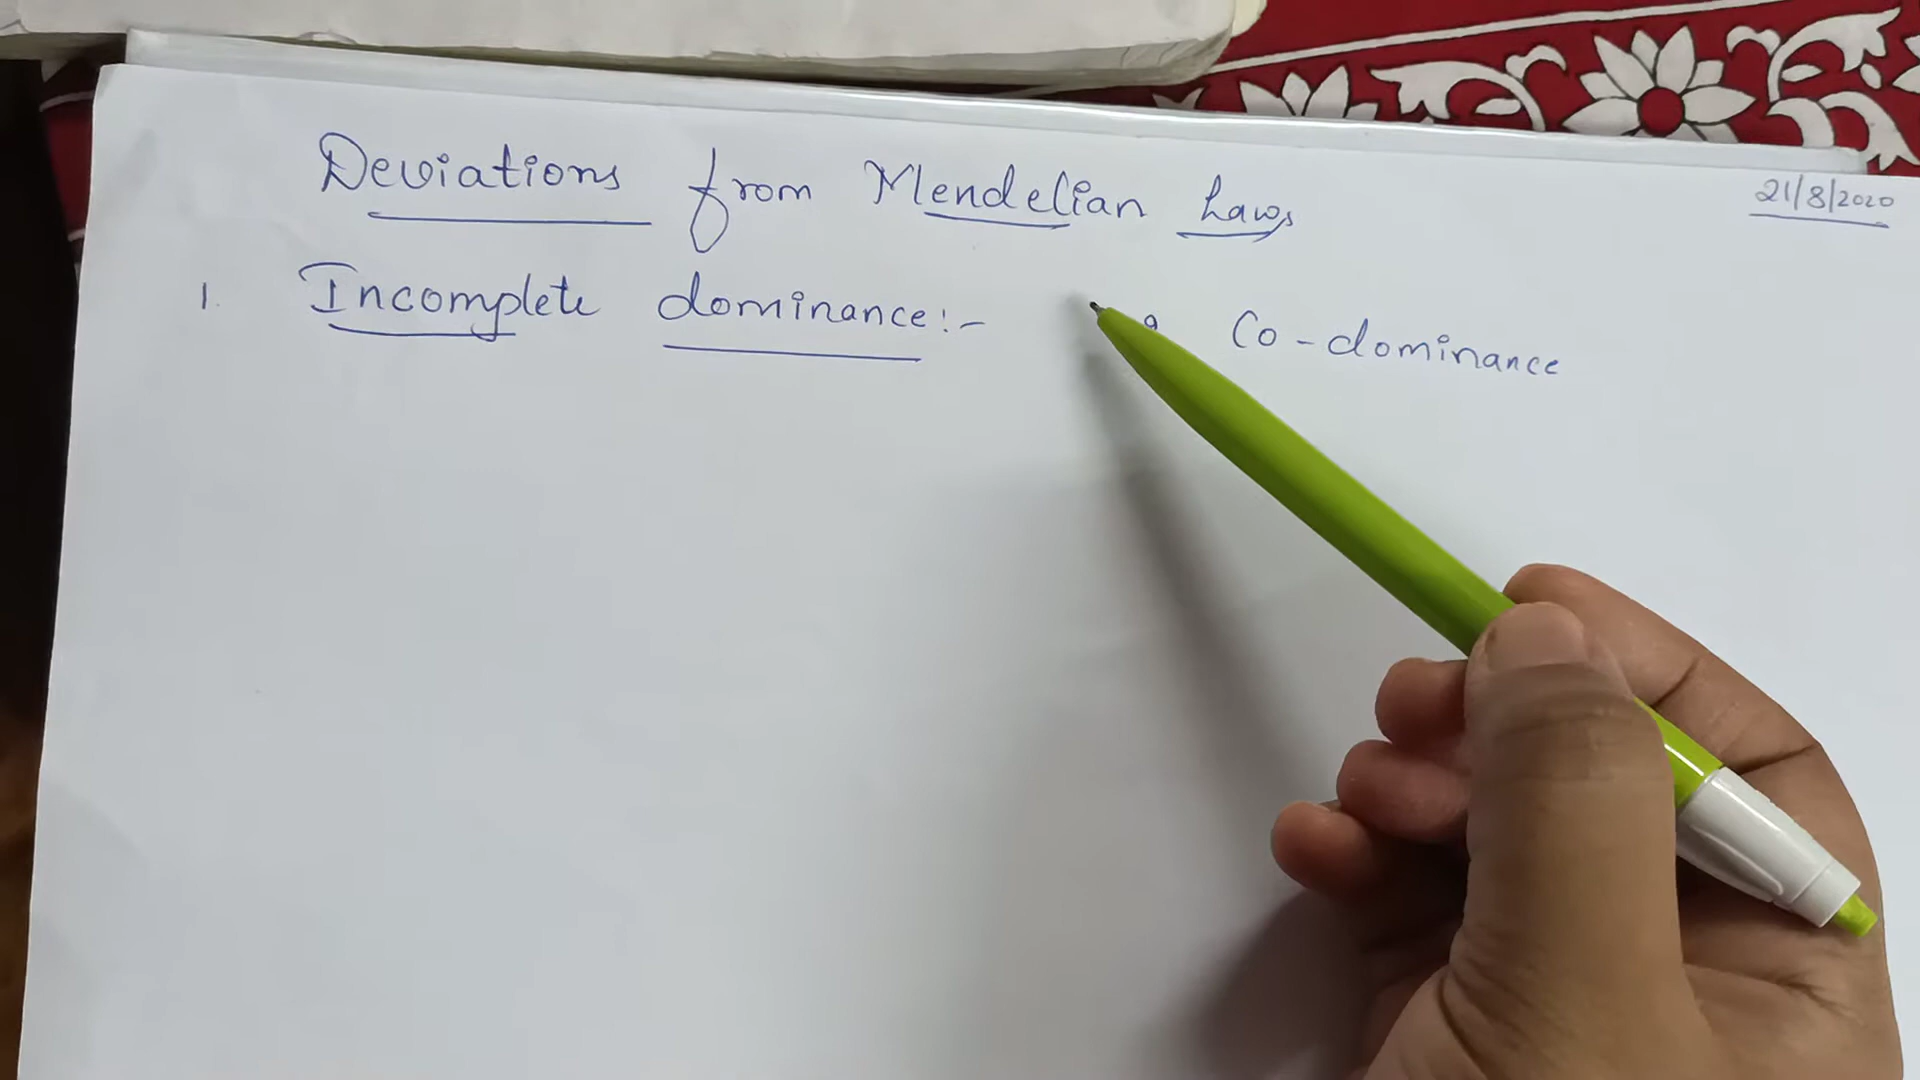 Deviations from Mendelian Laws
21/8/2020
1. Incomplete dominance:-
Co-dominance